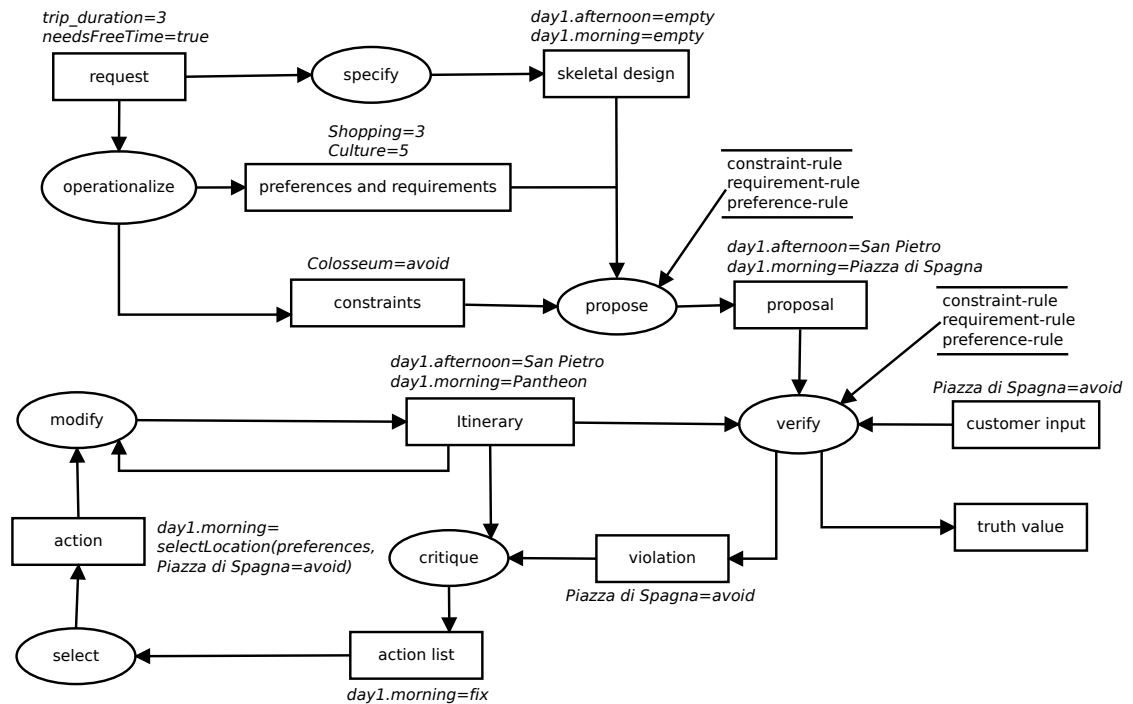 trip_duration=3
needsFreeTime=true
request
specify
day1.afternoon=empty
day1.morning=empty
skeletal design
operationalize
Shopping=3
Culture=5
preferences and requirements
constraint-rule
requirement-rule
preference-rule
Colosseum=avoid
constraints
propose
day1.afternoon=San Pietro
day1.morning=Piazza di Spagna
proposal
constraint-rule
requirement-rule
preference-rule
modify
day1.afternoon=San Pietro
day1.morning=Pantheon
Itinerary
verify
Piazza di Spagna=avoid
customer input
action
day1.morning=
selectLocation(preferences,
Piazza di Spagna=avoid)
critique
violation
Piazza di Spagna=avoid
truth value
select
action list
day1.morning=fix